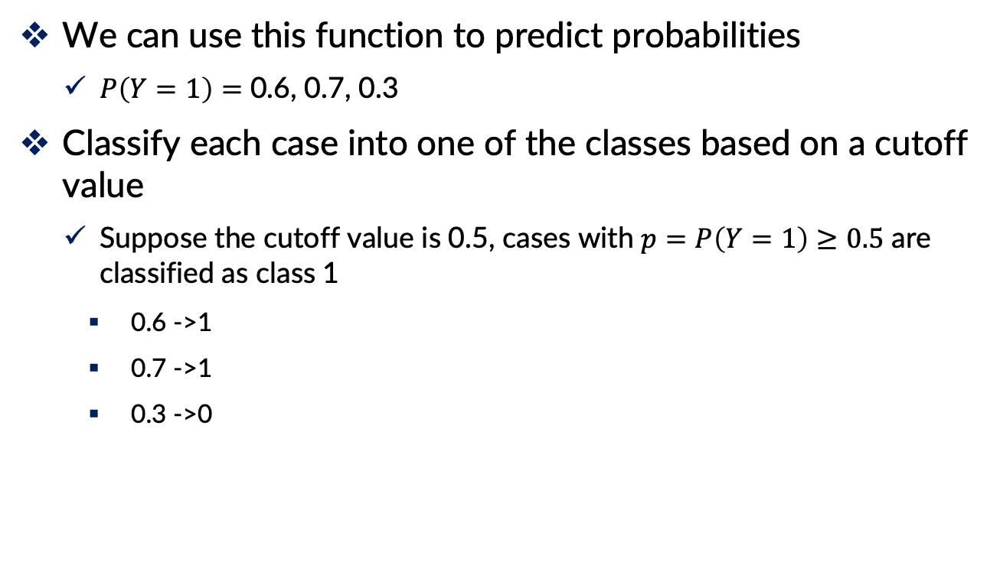 ❖ We can use this function to predict probabilities
✓ P(Y = 1) = 0.6, 0.7, 0.3
❖ Classify each case into one of the classes based on a cutoff
value
✓ Suppose the cutoff value is 0.5, cases with p = P(Y = 1) ≥ 0.5 are
classified as class 1
▪ 0.6 ->1
▪ 0.7 ->1
▪ 0.3 ->0